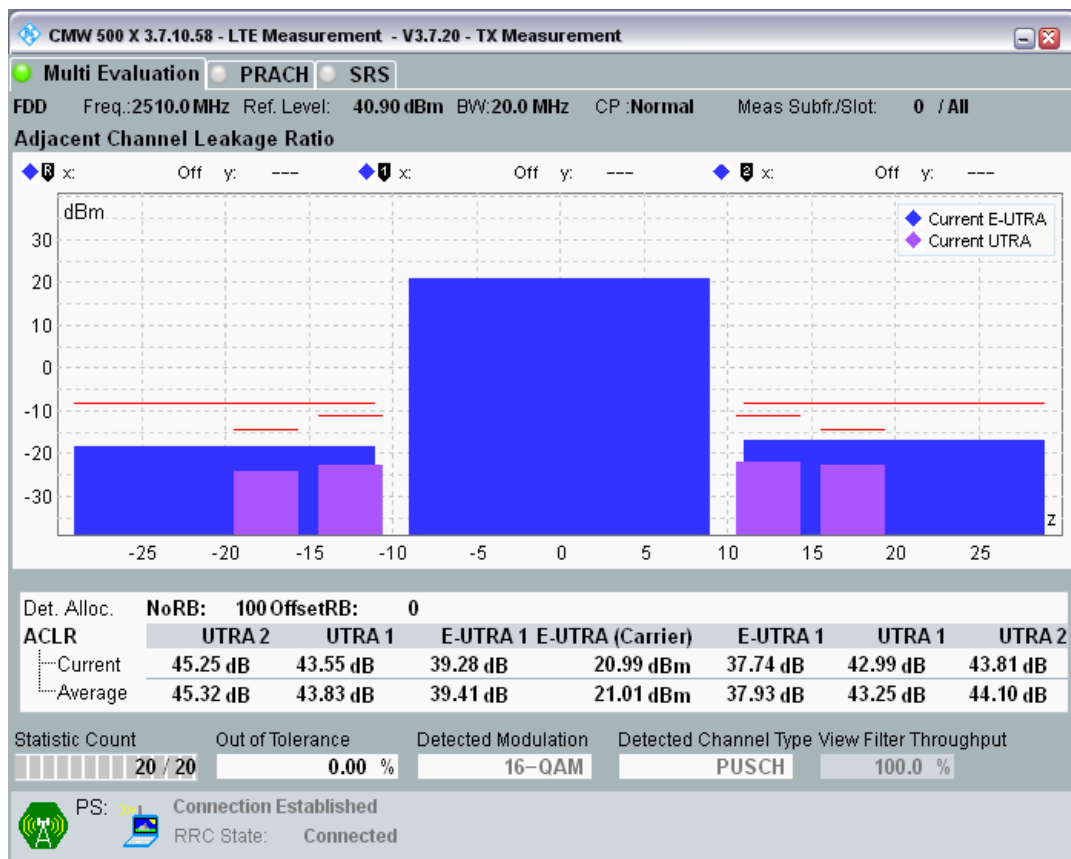 CMW 500 X 3.7.10.58 - LTE Measurement - V3.7.20 - TX Measurement
Multi Evaluation PRACH SRS
FDD Freq.:2510.0 MHz Ref. Level: 40.90 dBm BW:20.0 MHz CP :Normal Meas Subfr./Slot: 0 / All
Adjacent Channel Leakage Ratio
R x: Off y: --- 1 x: Off y: --- 2 x: Off y: ---
dBm
Current E-UTRA
Current UTRA
30
20
10
0
-10
-20
-30
z
-25 -20 -15 -10 -5 0 5 10 15 20 25
Det. Alloc. NoRB: 100 OffsetRB: 0
ACLR UTRA 2 UTRA 1 E-UTRA 1 E-UTRA (Carrier) E-UTRA 1 UTRA 1 UTRA 2
Current 45.25 dB 43.55 dB 39.28 dB 20.99 dBm 37.74 dB 42.99 dB 43.81 dB
Average 45.32 dB 43.83 dB 39.41 dB 21.01 dBm 37.93 dB 43.25 dB 44.10 dB
Statistic Count Out of Tolerance Detected Modulation Detected Channel Type View Filter Throughput
20 / 20 0.00 % 16-QAM PUSCH 100.0 %
PS: Connection Established
RRC State: Connected